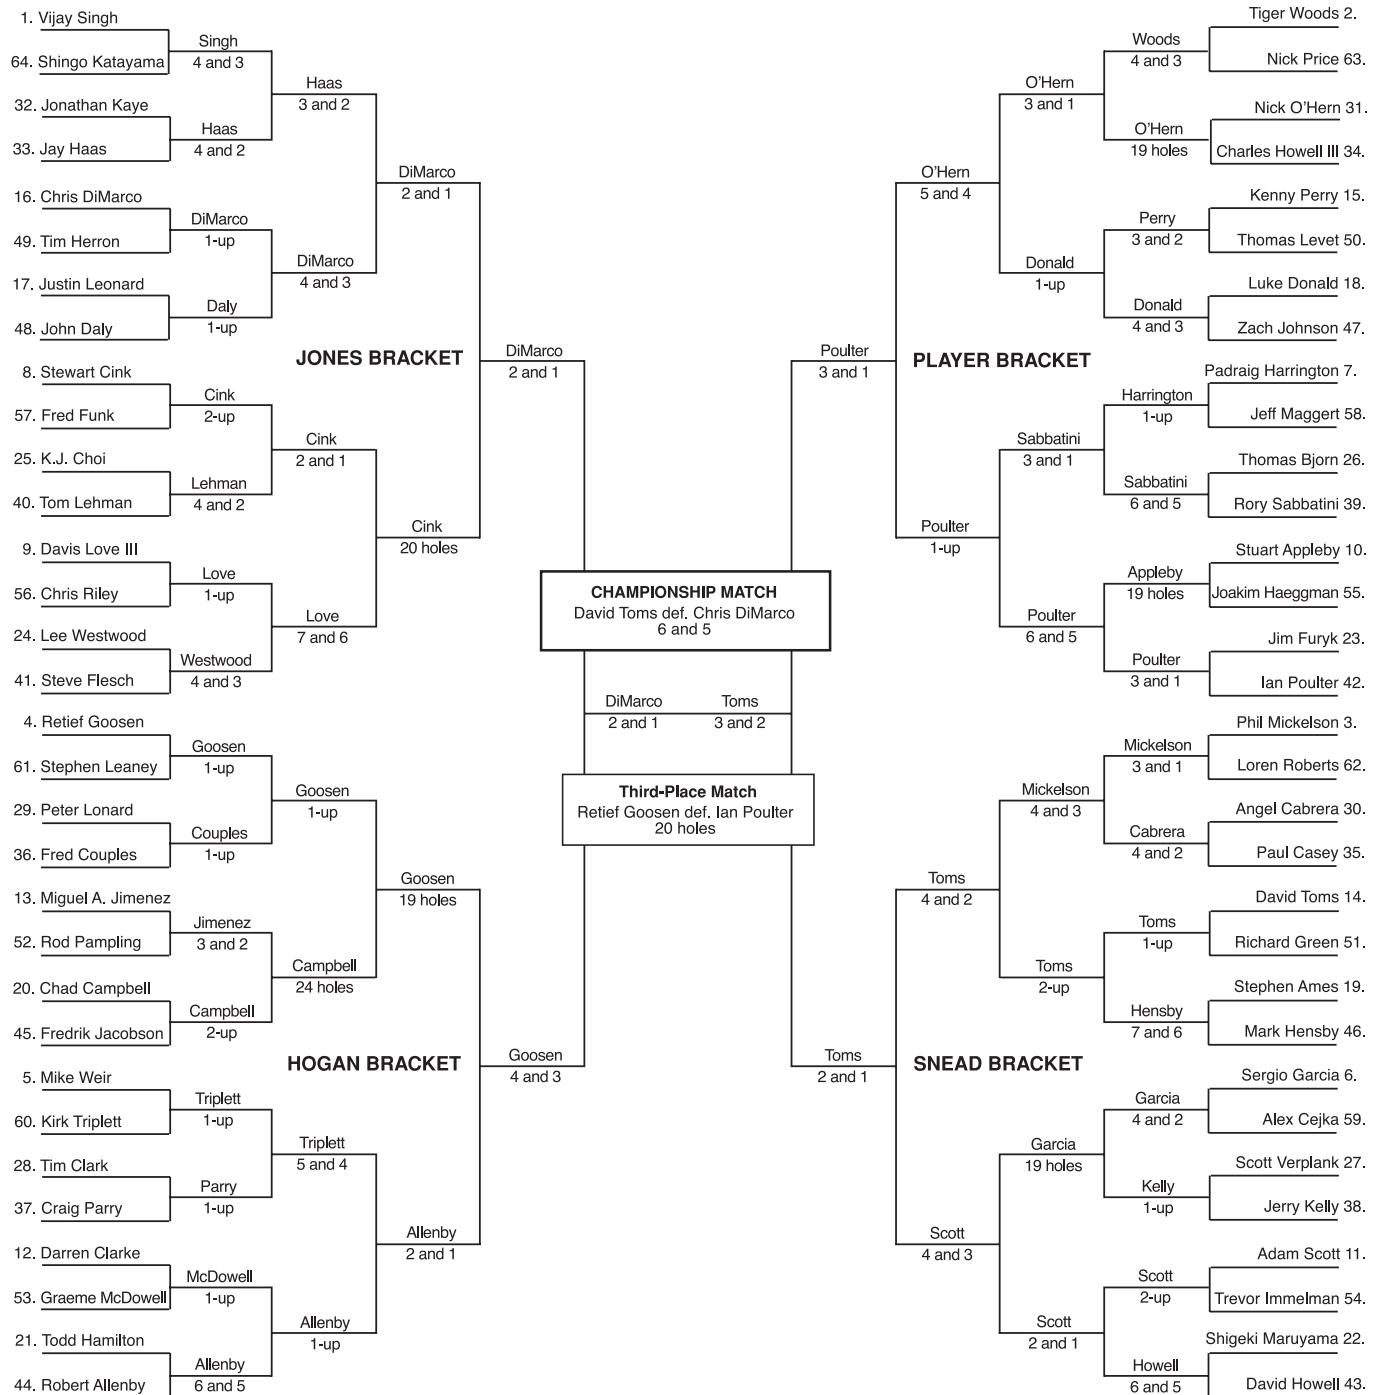 1. Vijay Singh
64. Shingo Katayama
32. Jonathan Kaye
33. Jay Haas
16. Chris DiMarco
49. Tim Herron
17. Justin Leonard
48. John Daly
8. Stewart Cink
57. Fred Funk
25. K.J. Choi
40. Tom Lehman
9. Davis Love III
56. Chris Riley
24. Lee Westwood
41. Steve Flesch
4. Retief Goosen
61. Stephen Leaney
29. Peter Lonard
36. Fred Couples
13. Miguel A. Jimenez
52. Rod Pampling
20. Chad Campbell
45. Fredrik Jacobson
5. Mike Weir
60. Kirk Triplett
28. Tim Clark
37. Craig Parry
12. Darren Clarke
53. Graeme McDowell
21. Todd Hamilton
44. Robert Allenby
Singh
4 and 3
Haas
4 and 2
DiMarco
1-up
Daly
1-up
Cink
2-up
Lehman
4 and 2
Love
1-up
Westwood
4 and 3
Goosen
1-up
Couples
1-up
Jimenez
3 and 2
Campbell
2-up
Triplett
1-up
Parry
1-up
McDowell
1-up
Allenby
6 and 5
Haas
3 and 2
DiMarco
4 and 3
Cink
2 and 1
Love
7 and 6
Goosen
1-up
Campbell
24 holes
Triplett
5 and 4
Allenby
1-up
DiMarco
2 and 1
Cink
20 holes
Goosen
19 holes
Allenby
2 and 1
JONES BRACKET
HOGAN BRACKET
DiMarco
2 and 1
Goosen
4 and 3
CHAMPIONSHIP MATCH
David Toms def. Chris DiMarco
6 and 5
DiMarco
2 and 1
Toms
3 and 2
Third-Place Match
Retief Goosen def. Ian Poulter
20 holes
Poulter
3 and 1
Toms
2 and 1
PLAYER BRACKET
SNEAD BRACKET
O'Hern
5 and 4
Poulter
1-up
Toms
4 and 2
Scott
4 and 3
O'Hern
3 and 1
Donald
1-up
Sabbatini
3 and 1
Poulter
6 and 5
Mickelson
4 and 3
Toms
2-up
Garcia
19 holes
Scott
2 and 1
Woods
4 and 3
O'Hern
19 holes
Perry
3 and 2
Donald
4 and 3
Harrington
1-up
Sabbatini
6 and 5
Appleby
19 holes
Poulter
3 and 1
Mickelson
3 and 1
Cabrera
4 and 2
Toms
1-up
Hensby
7 and 6
Garcia
4 and 2
Kelly
1-up
Scott
2-up
Howell
6 and 5
Tiger Woods 2.
Nick Price 63.
Nick O'Hern 31.
Charles Howell III 34.
Kenny Perry 15.
Thomas Levet 50.
Luke Donald 18.
Zach Johnson 47.
Padraig Harrington 7.
Jeff Maggert 58.
Thomas Bjorn 26.
Rory Sabbatini 39.
Stuart Appleby 10.
Joakim Haeggman 55.
Jim Furyk 23.
Ian Poulter 42.
Phil Mickelson 3.
Loren Roberts 62.
Angel Cabrera 30.
Paul Casey 35.
David Toms 14.
Richard Green 51.
Stephen Ames 19.
Mark Hensby 46.
Sergio Garcia 6.
Alex Cejka 59.
Scott Verplank 27.
Jerry Kelly 38.
Adam Scott 11.
Trevor Immelman 54.
Shigeki Maruyama 22.
David Howell 43.